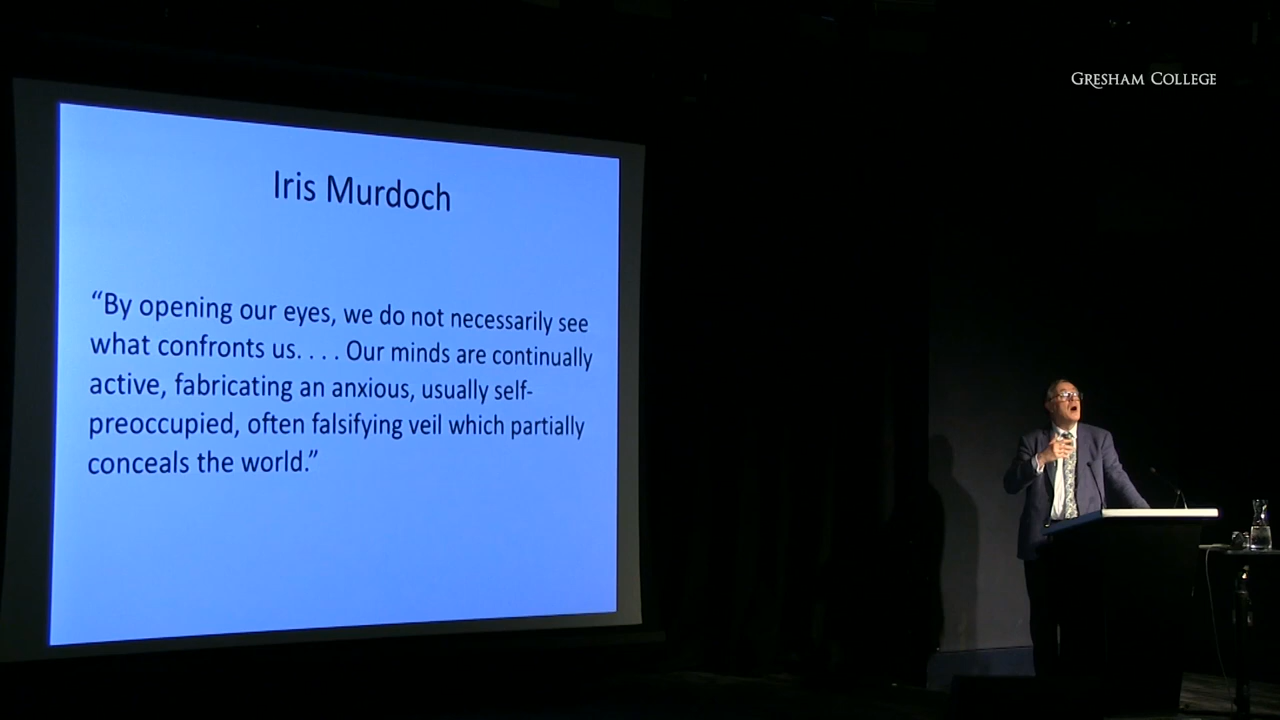 GRESHAM COLLEGE
Iris Murdoch
“By opening our eyes, we do not necessarily see
what confronts us. . . . Our minds are continually
active, fabricating an anxious, usually self-
preoccupied, often falsifying veil which partially
conceals the world.”